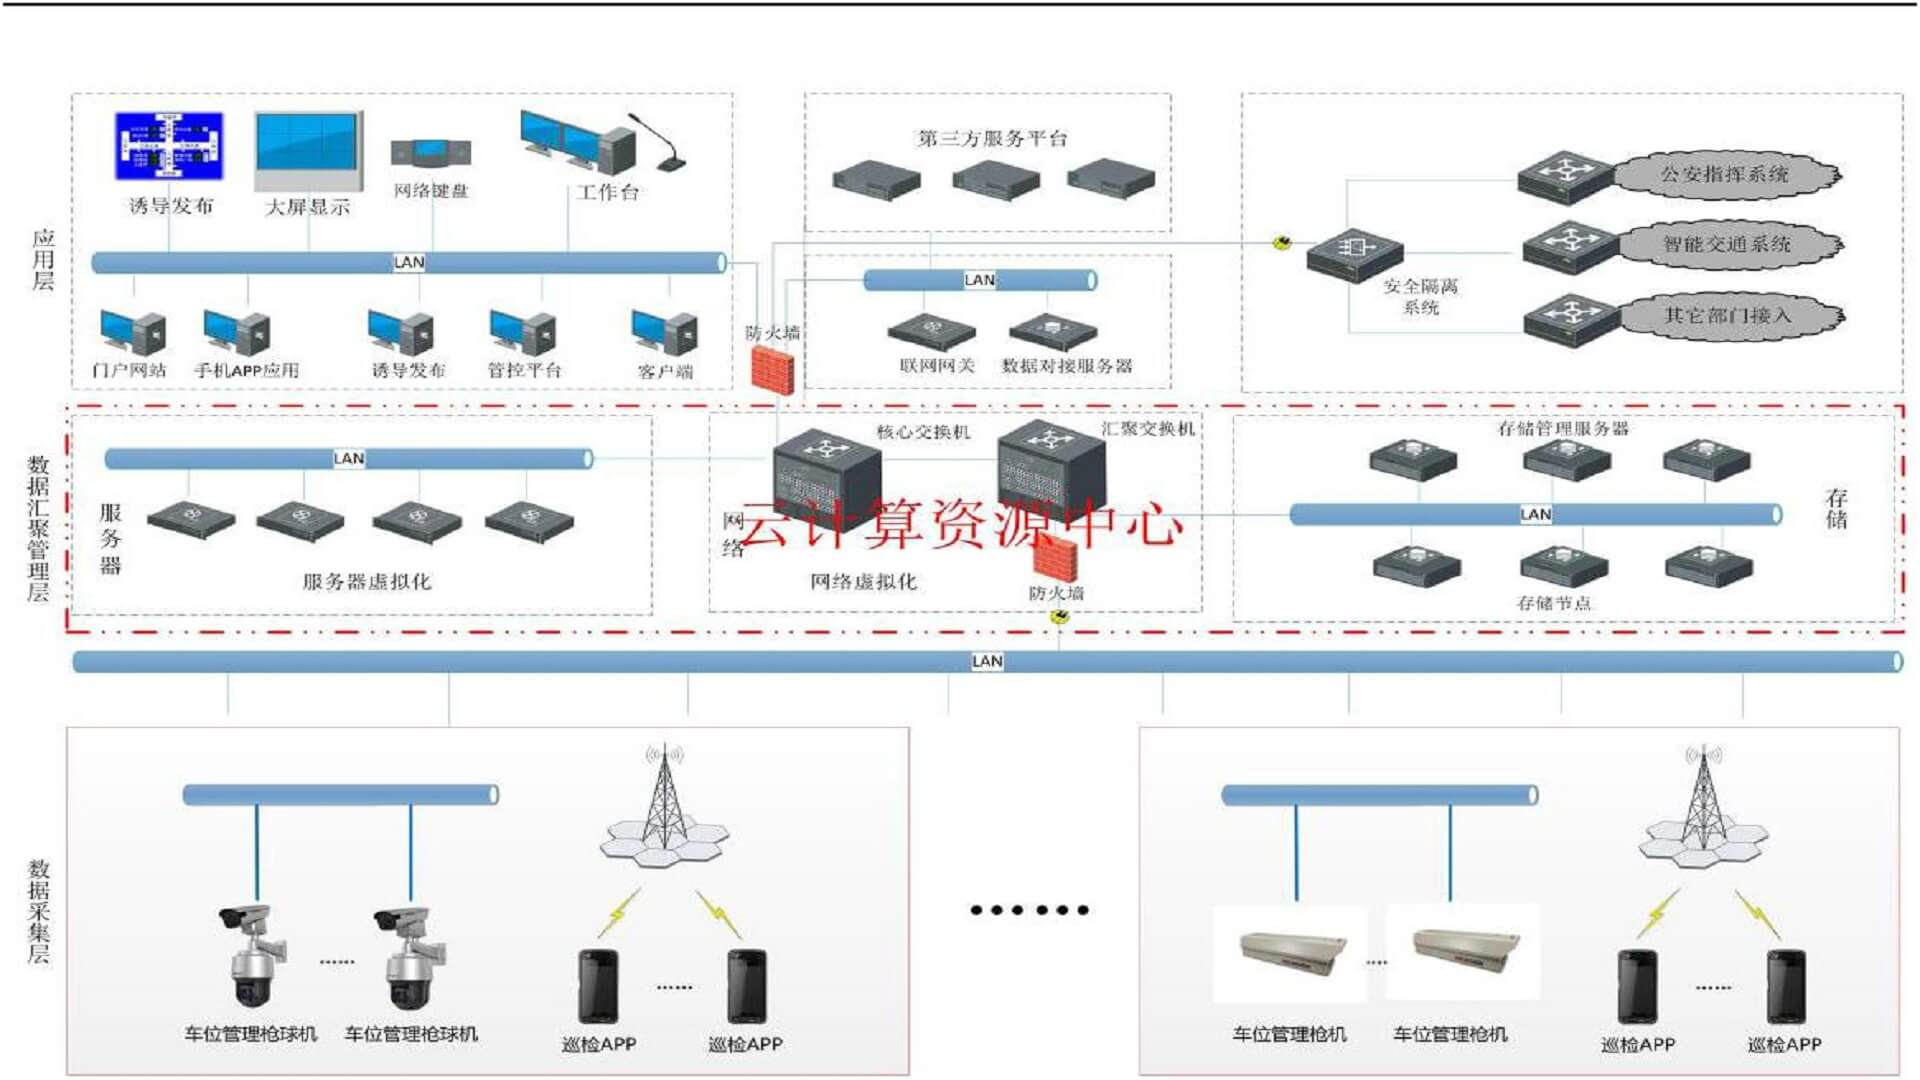 应用层
诱导发布
大屏显示
网络键盘
工作台
LAN
门户网站
手机APP应用
诱导发布
管控平台
客户端
防火墙
第三方服务平台
LAN
联网网关
数据对接服务器
安全隔离
系统
公安指挥系统
智能交通系统
其它部门接入
数据汇聚管理层
LAN
服务器
服务器虚拟化
核心交换机
汇聚交换机
网络
云计算资源中心
网络虚拟化
防火墙
存储管理服务器
LAN
存储
存储节点
LAN
数据采集层
车位管理枪球机
......
车位管理枪球机
巡检APP
......
巡检APP
......
车位管理枪机
....
车位管理枪机
巡检APP
......
巡检APP